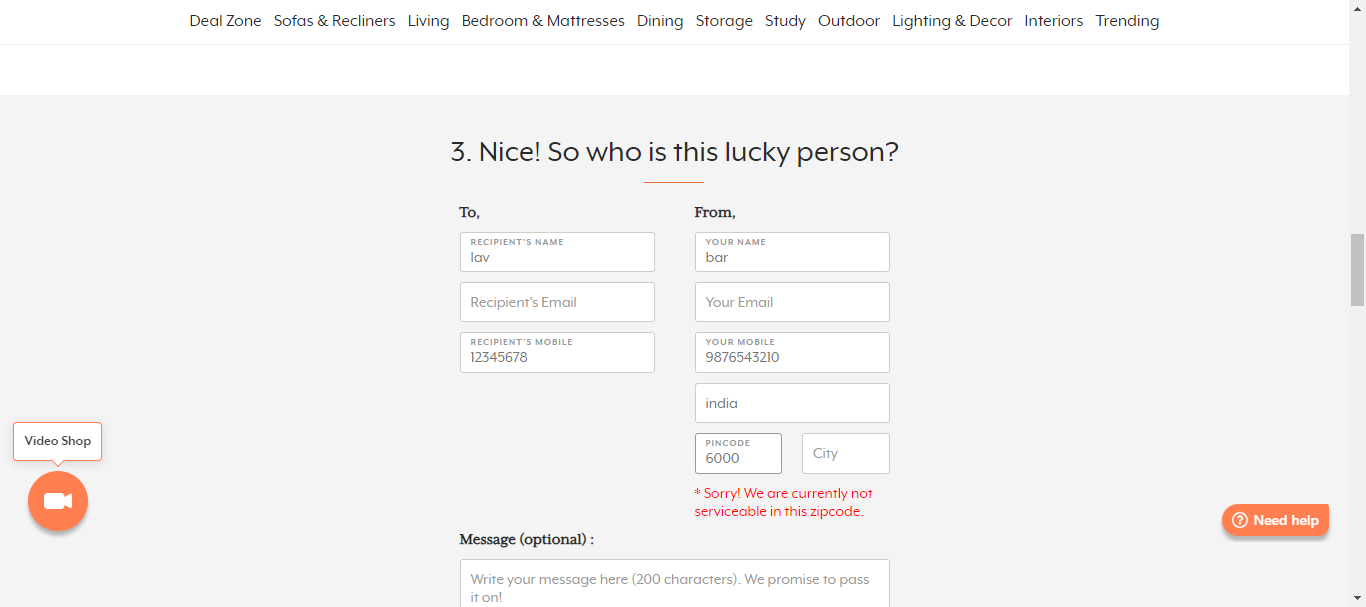 Deal Zone Sofas & Recliners Living Bedroom & Mattresses Dining Storage Study Outdoor Lighting & Decor Interiors Trending
3. Nice! So who is this lucky person?
To,
RECIPIENT'S NAME
lav
Recipient's Email
RECIPIENT'S MOBILE
12345678
From,
YOUR NAME
bar
Your Email
YOUR MOBILE
9876543210
india
PINCODE
6000
City
* Sorry! We are currently not
serviceable in this zipcode.
Message (optional) :
Write your message here (200 characters). We promise to pass
it on!
Video Shop
Need help